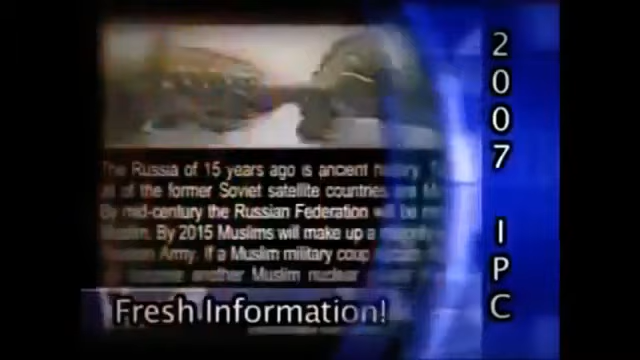 The Russia of 15 years ago is ancient history.
of the former Soviet satellite countries are
By mid-century the Russian Federation will be
By 2015 Muslims will make up a majority
Army. If a Muslim military coup
another Muslim nuclear
Fresh Information!
2007 IPC